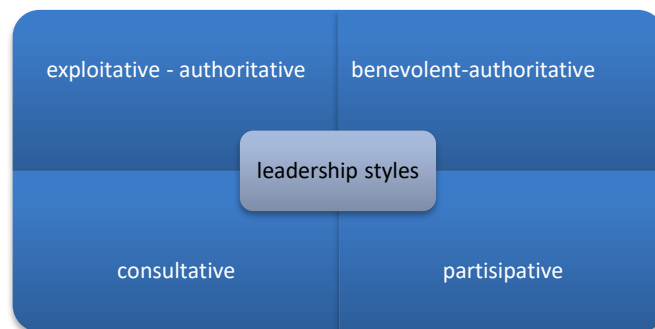 exploitative - authoritative
benevolent-authoritative
leadership styles
consultative
partisipative